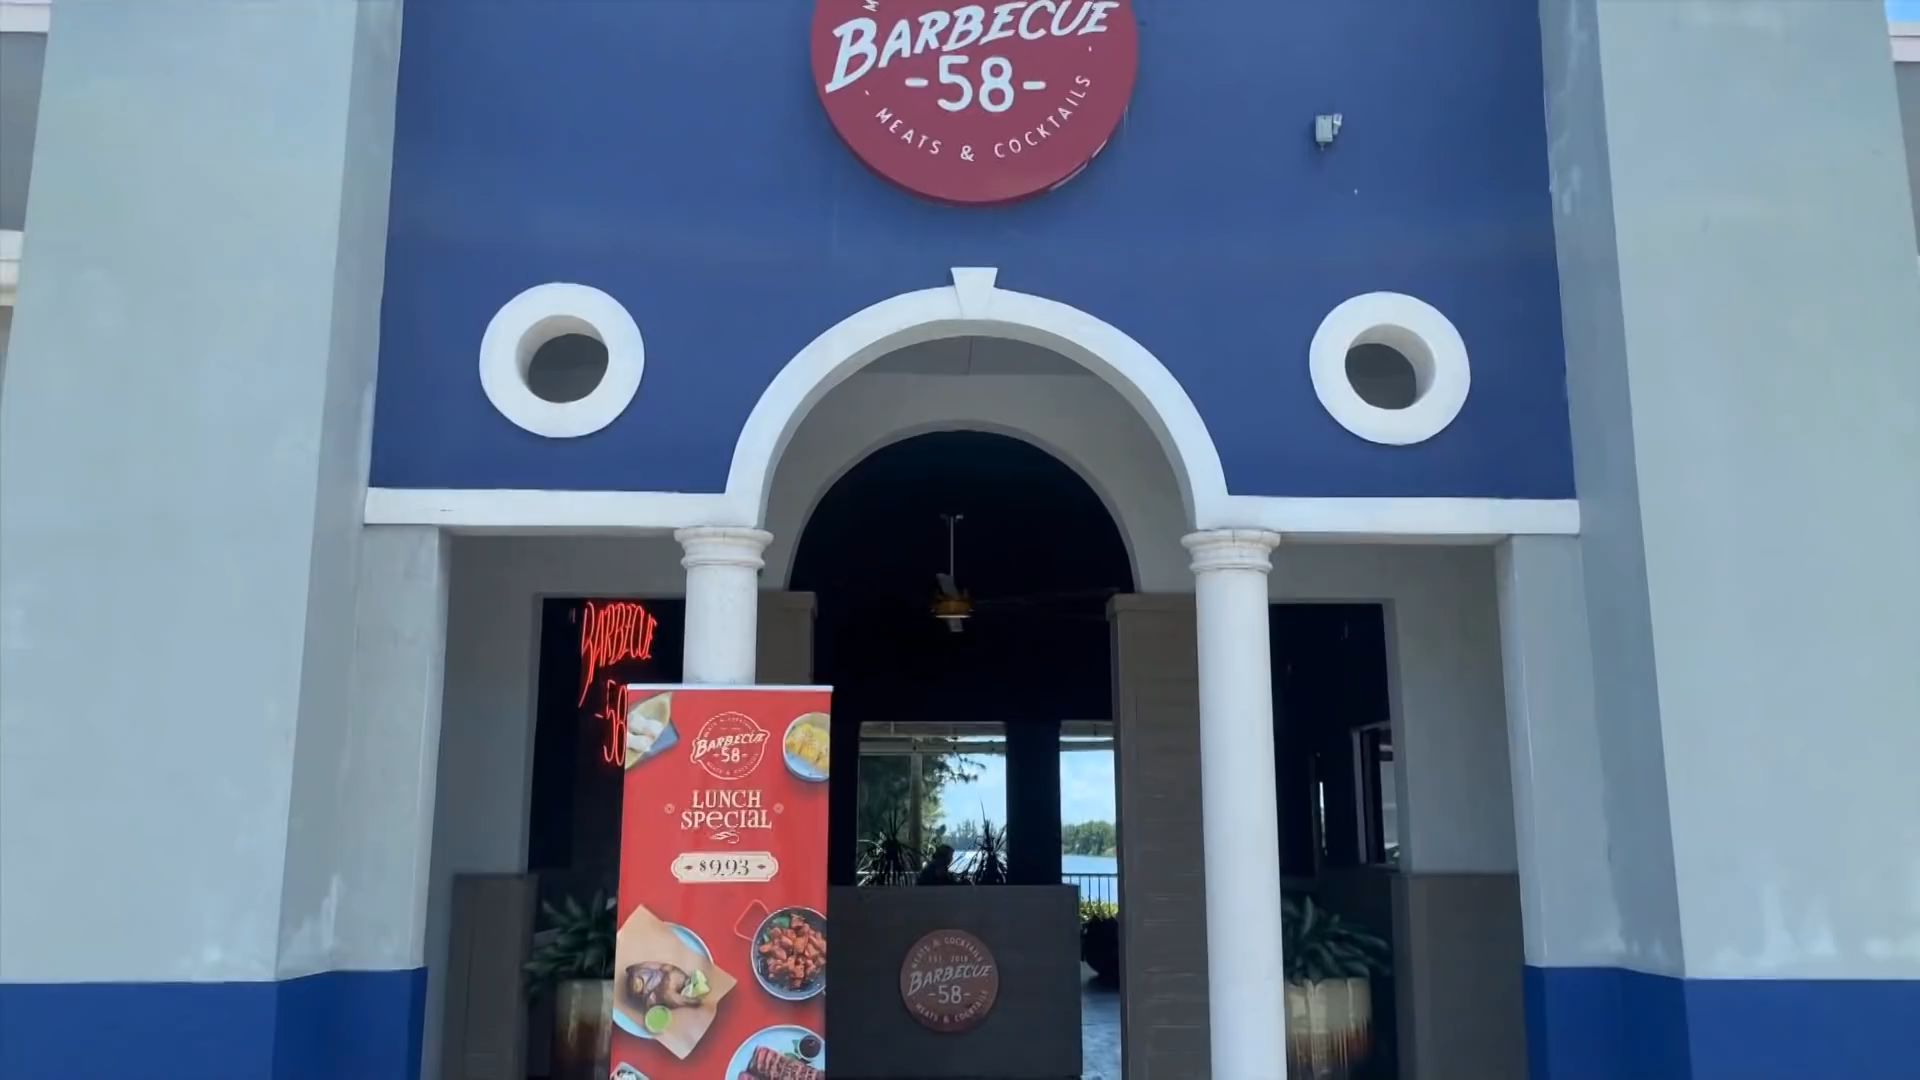 BARBECUE
-58-
- MEATS & COCKTAILS -
BARBECUE
-58
BARBECUE
-58-
LUNCH
SPECIAL
$9.93
MEATS & COCKTAILS
EST. 2018
BARBECUE
-58-
MEATS & COCKTAILS